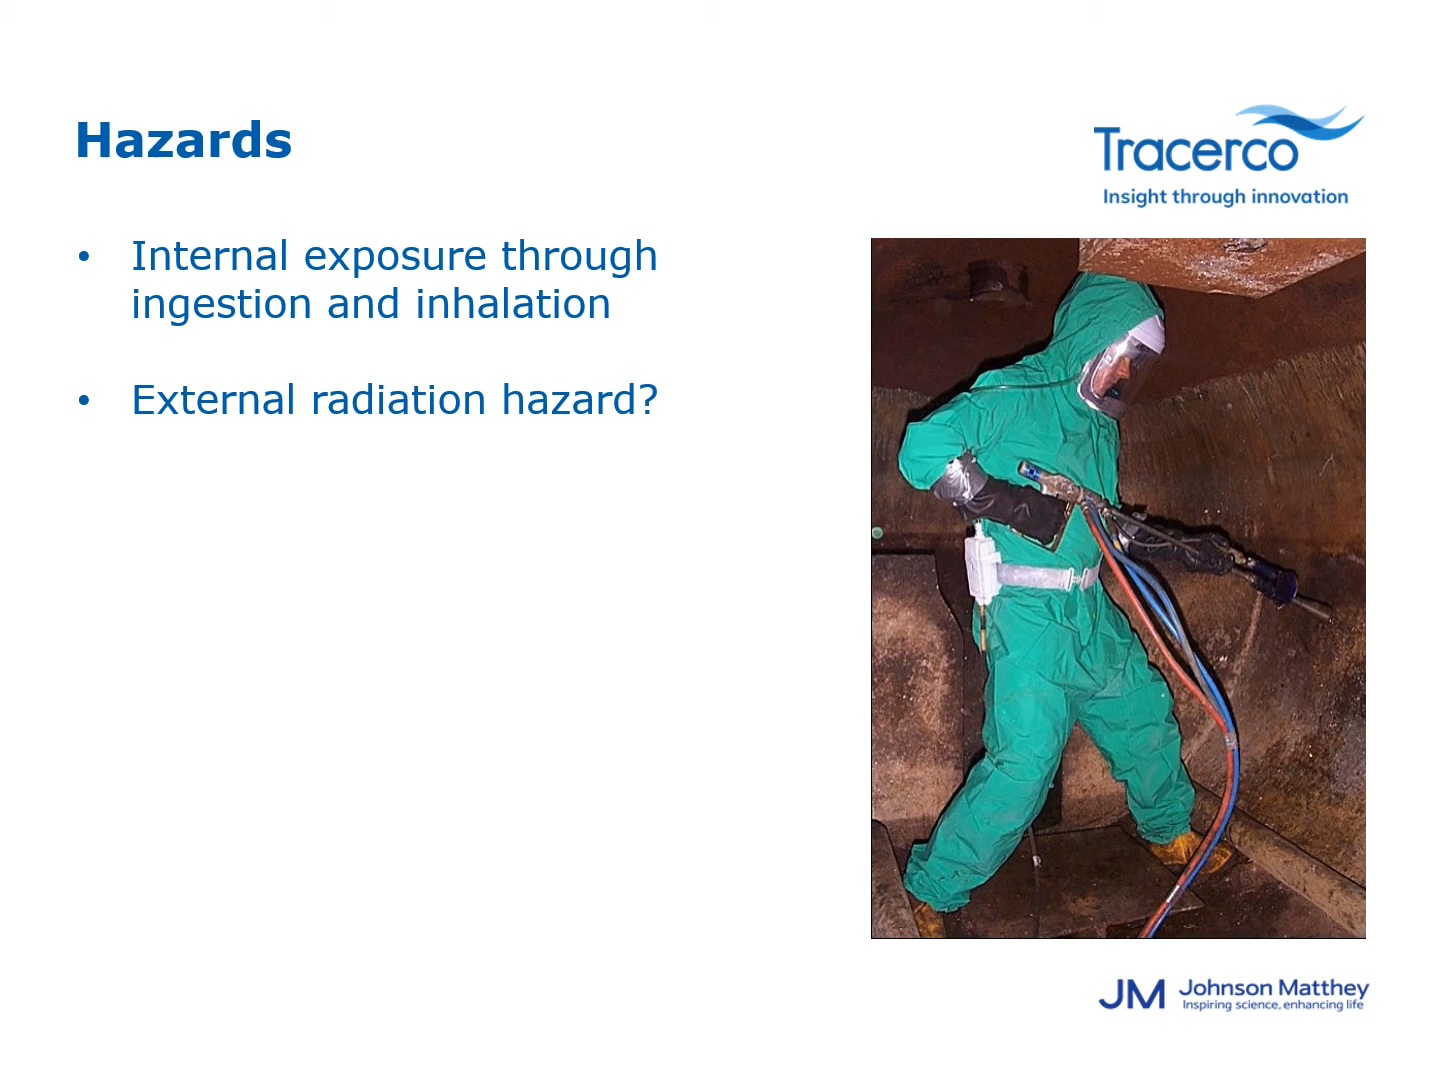 Hazards
Tracerco
Insight through innovation
• Internal exposure through
ingestion and inhalation
• External radiation hazard?
JM Johnson Matthey
Inspiring science, enhancing life